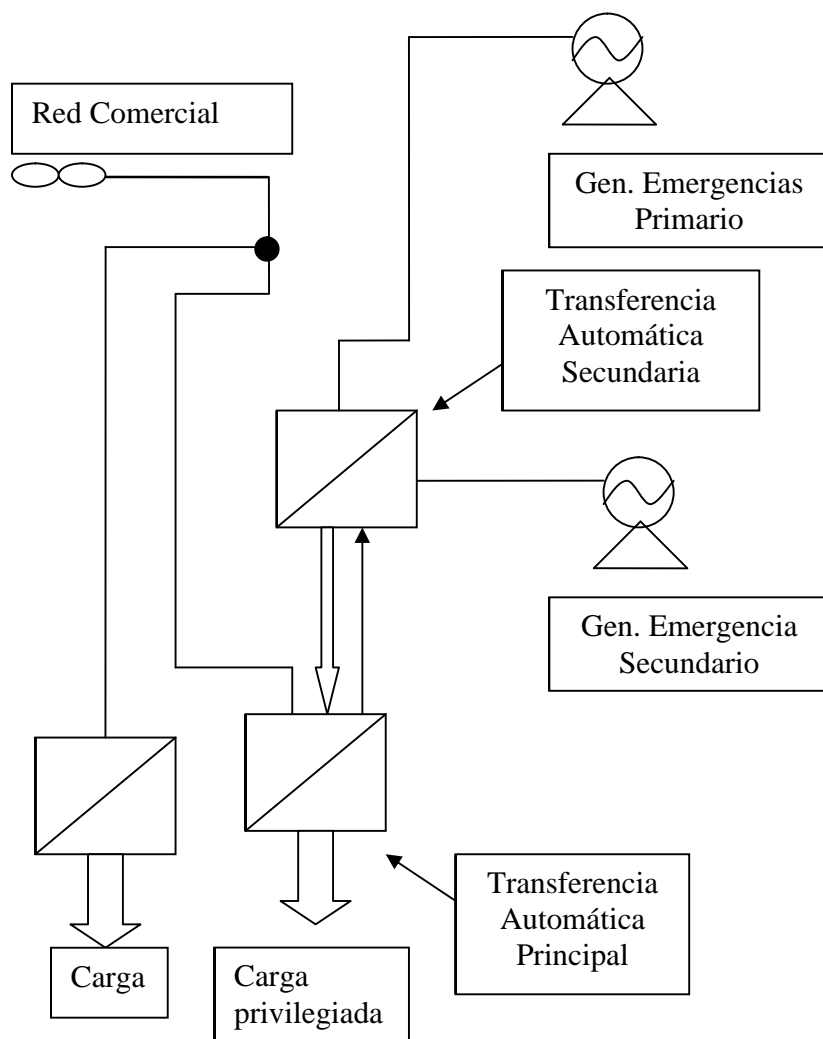 Red Comercial
Gen. Emergencias
Primario
Transferencia
Automática
Secundaria
Gen. Emergencia
Secundario
Transferencia
Automática
Principal
Carga
Carga
privilegiada